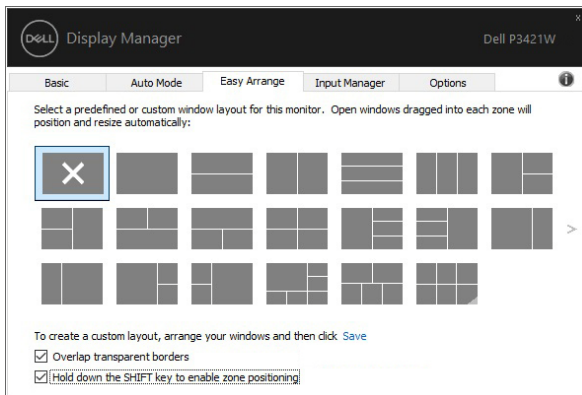 DELL Display Manager Dell P3421W
Basic Auto Mode Easy Arrange Input Manager Options
Select a predefined or custom window layout for this monitor. Open windows dragged into each zone will
position and resize automatically:
To create a custom layout, arrange your windows and then click Save
Overlap transparent borders
Hold down the SHIFT key to enable zone positioning